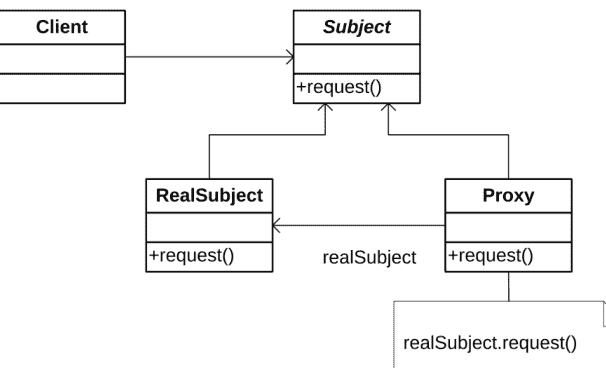 Client
Subject
+request()
RealSubject
+request()
Proxy
+request()
realSubject
realSubject.request()